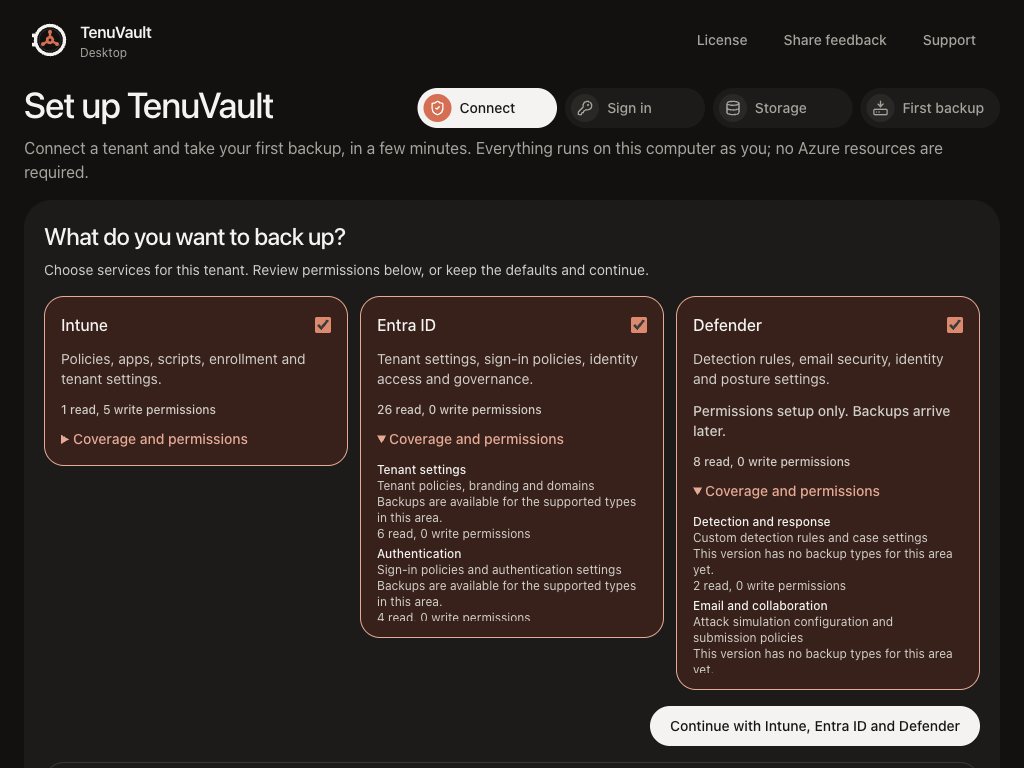 TenuVault
Desktop
License
Share feedback
Support
Set up TenuVault
Connect
Sign in
Storage
First backup
Connect a tenant and take your first backup, in a few minutes. Everything runs on this computer as you; no Azure resources are
required.
What do you want to back up?
Choose services for this tenant. Review permissions below, or keep the defaults and continue.
Intune
Policies, apps, scripts, enrollment and
tenant settings.
1 read, 5 write permissions
Coverage and permissions
Entra ID
Tenant settings, sign-in policies, identity
access and governance.
26 read, 0 write permissions
Coverage and permissions
Tenant settings
Tenant policies, branding and domains
Backups are available for the supported types
in this area.
6 read, 0 write permissions
Authentication
Sign-in policies and authentication settings
Backups are available for the supported types
in this area.
4 read, 0 write permissions
Defender
Detection rules, email security, identity
and posture settings.
Permissions setup only. Backups arrive
later.
8 read, 0 write permissions
Coverage and permissions
Detection and response
Custom detection rules and case settings
This version has no backup types for this area
yet.
2 read, 0 write permissions
Email and collaboration
Attack simulation configuration and
submission policies
This version has no backup types for this area
yet.
Continue with Intune, Entra ID and Defender